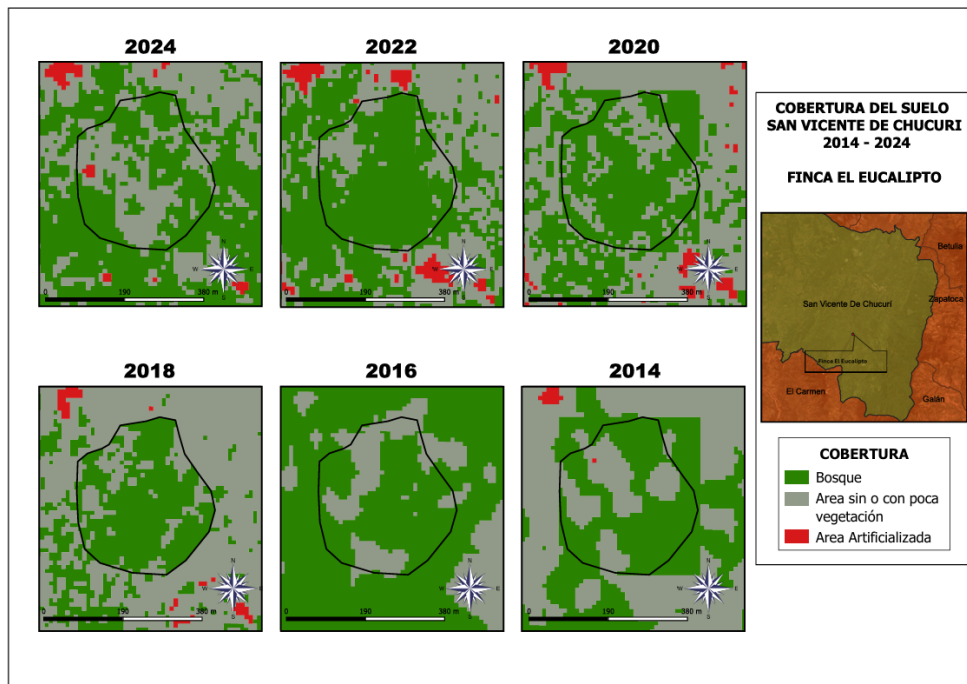 2024
2022
2020
N
W
E
S
0
190
380 m
N
W
E
S
0
190
380 m
N
W
E
S
0
190
380 m
2018
2016
2014
N
W
E
S
0
190
380 m
N
W
E
S
0
190
380 m
N
W
E
S
0
190
380 m
COBERTURA DEL SUELO
SAN VICENTE DE CHUCURI
2014 - 2024
FINCA EL EUCALIPTO
Betulia
Zapatoca
San Vicente De Chucurí
Finca El Eucalipto
El Carmen
Galán
COBERTURA
Bosque
Area sin o con poca
vegetación
Area Artificializada